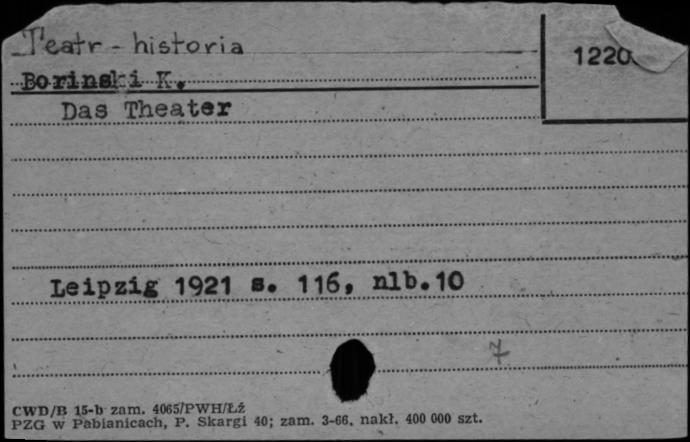 Teatr - historia
1220
Borinski K.
Das Theater
Leipzig 1921 s. 116, nlb.10
7
CWD/B 15-b zam. 4065/PWH/Łż
PZG w Pabianicach, P. Skargi 40; zam. 3-66, nakł. 400 000 szt.